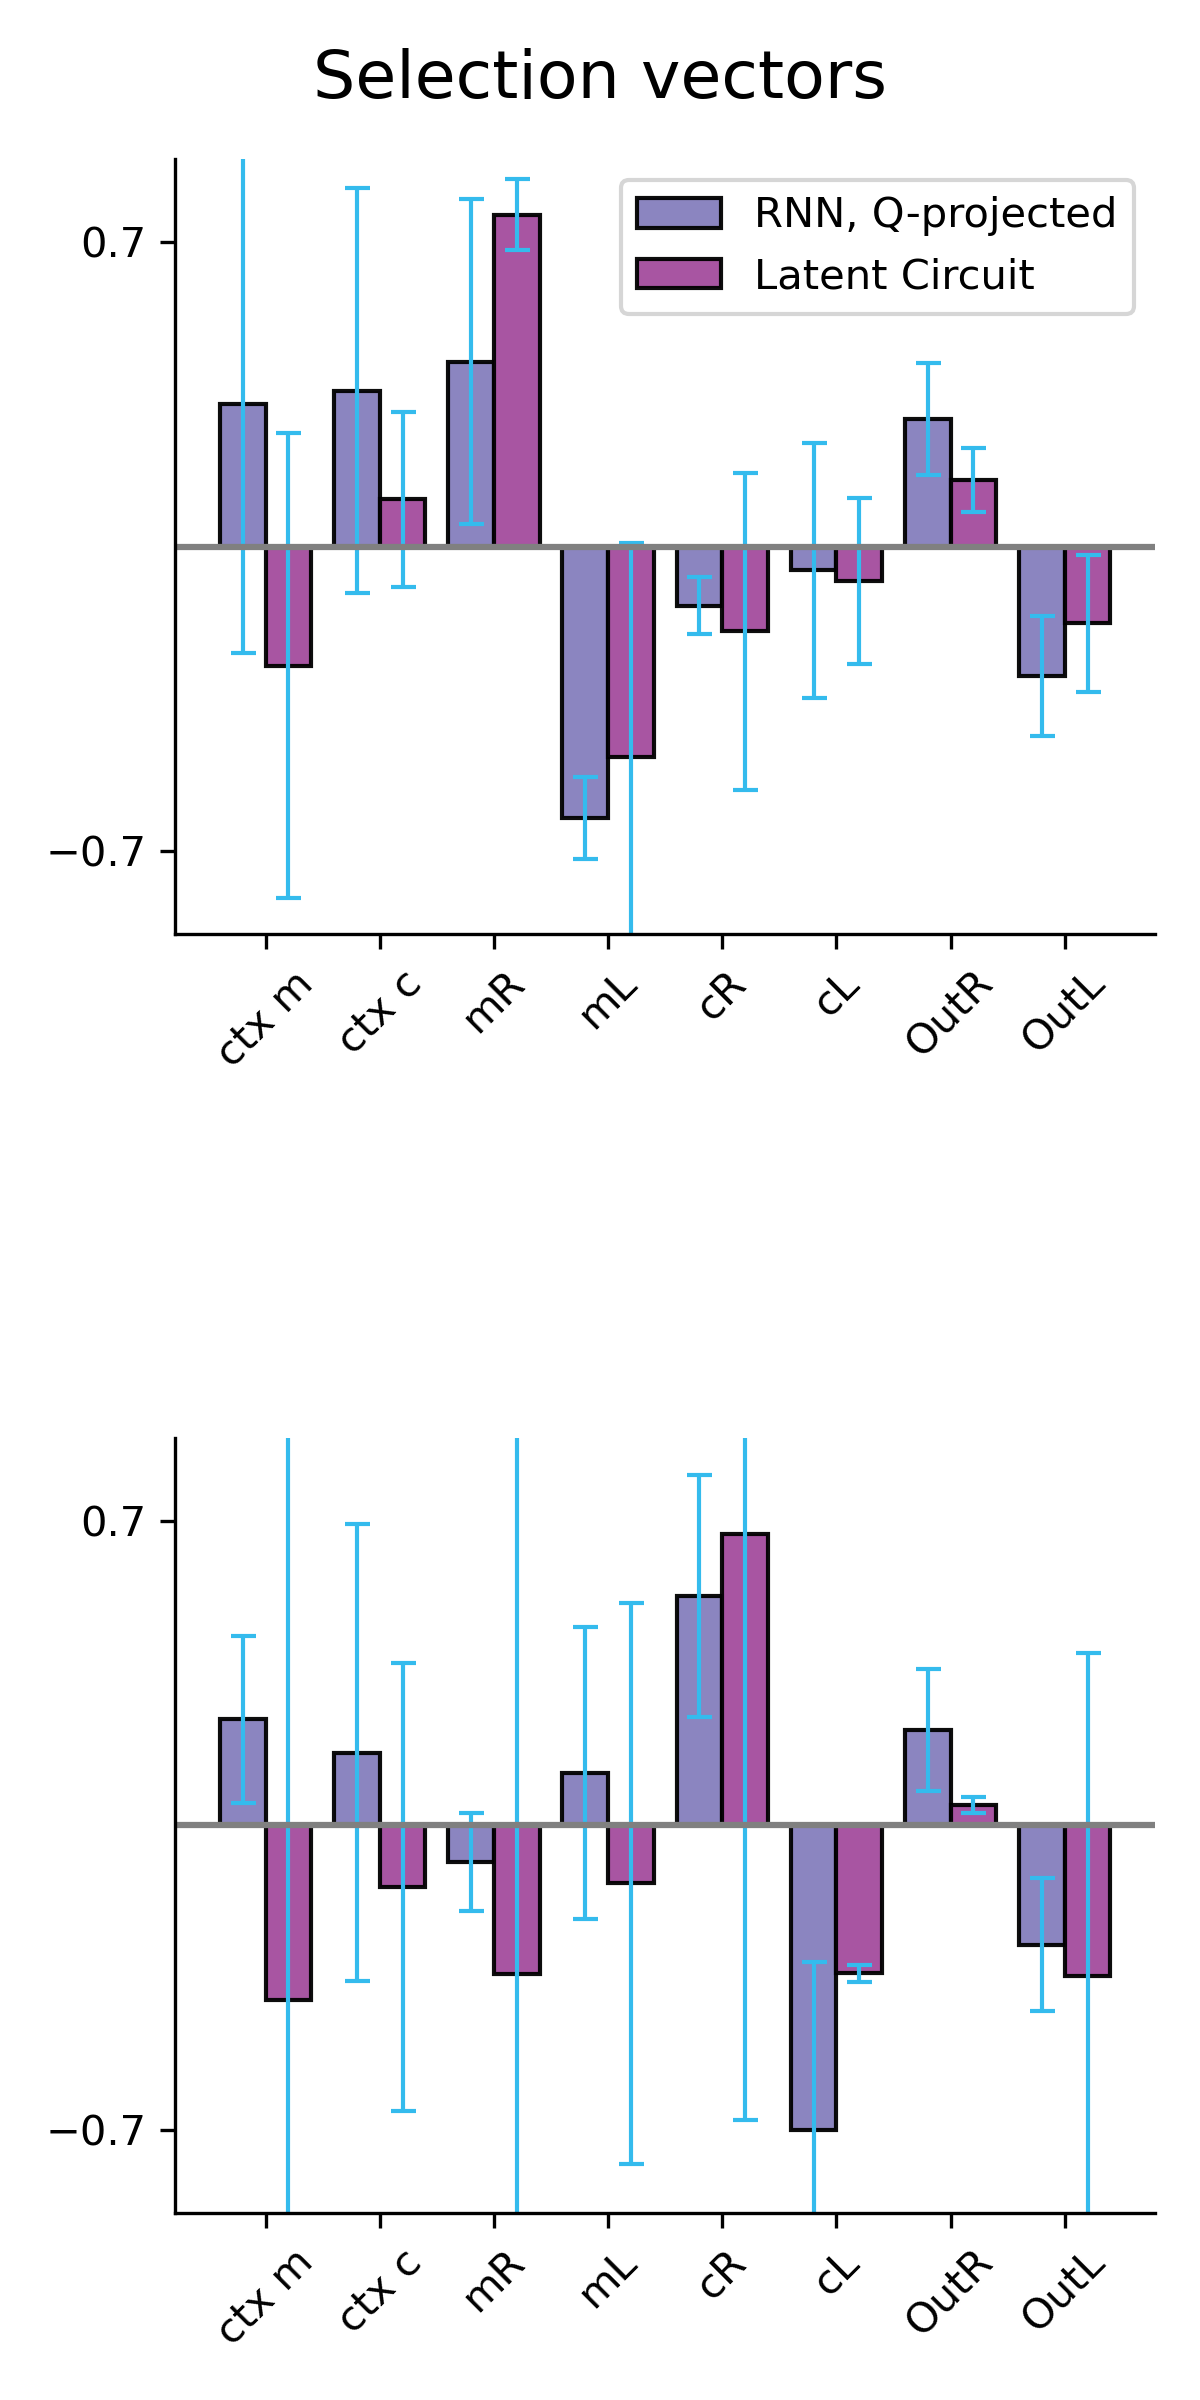 Selection vectors
RNN, Q-projected
Latent Circuit
0.7
−0.7
ctx m
ctx c
mR
mL
cR
cL
OutR
OutL
0.7
−0.7
ctx m
ctx c
mR
mL
cR
cL
OutR
OutL